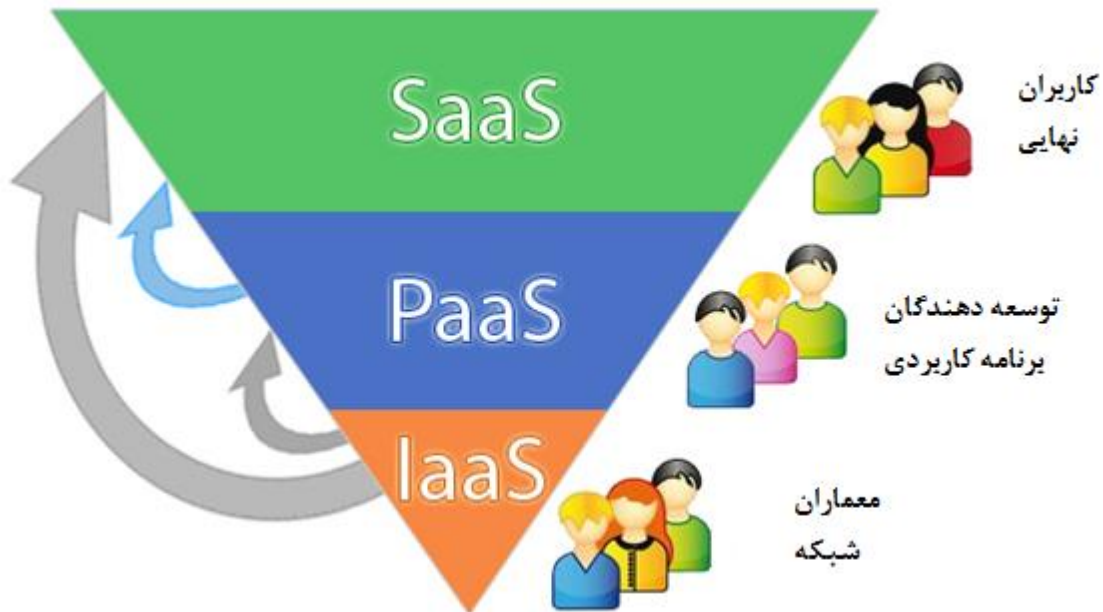 SaaS
کاربران
نهایی
PaaS
توسعه دهندگان
برنامه کاربردی
IaaS
معماران
شبکه